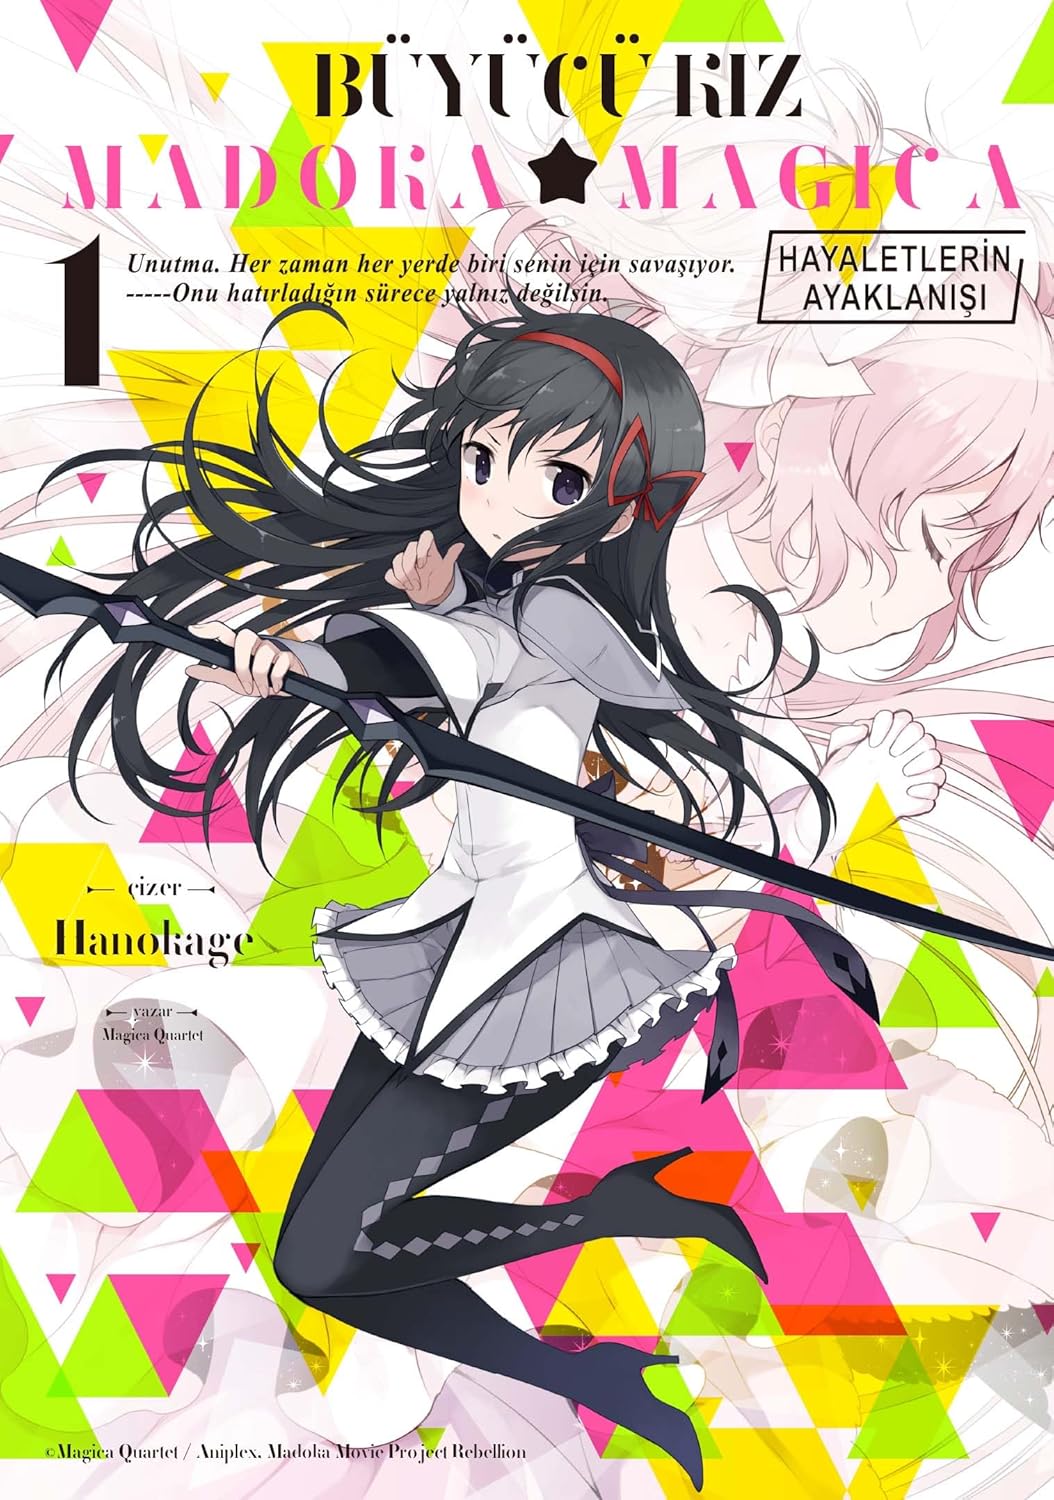 BÜYÜCÜ KIZ
MADOKA★MAGICA
1
Unutma. Her zaman her yerde biri senin için savaşıyor.
-----Onu hatırladığın sürece yalnız değilsin.
HAYALETLERİN
AYAKLANIŞI
çizer
Hanokage
yazar
Magica Quartet
©Magica Quartet / Aniplex, Madoka Movie Project Rebellion